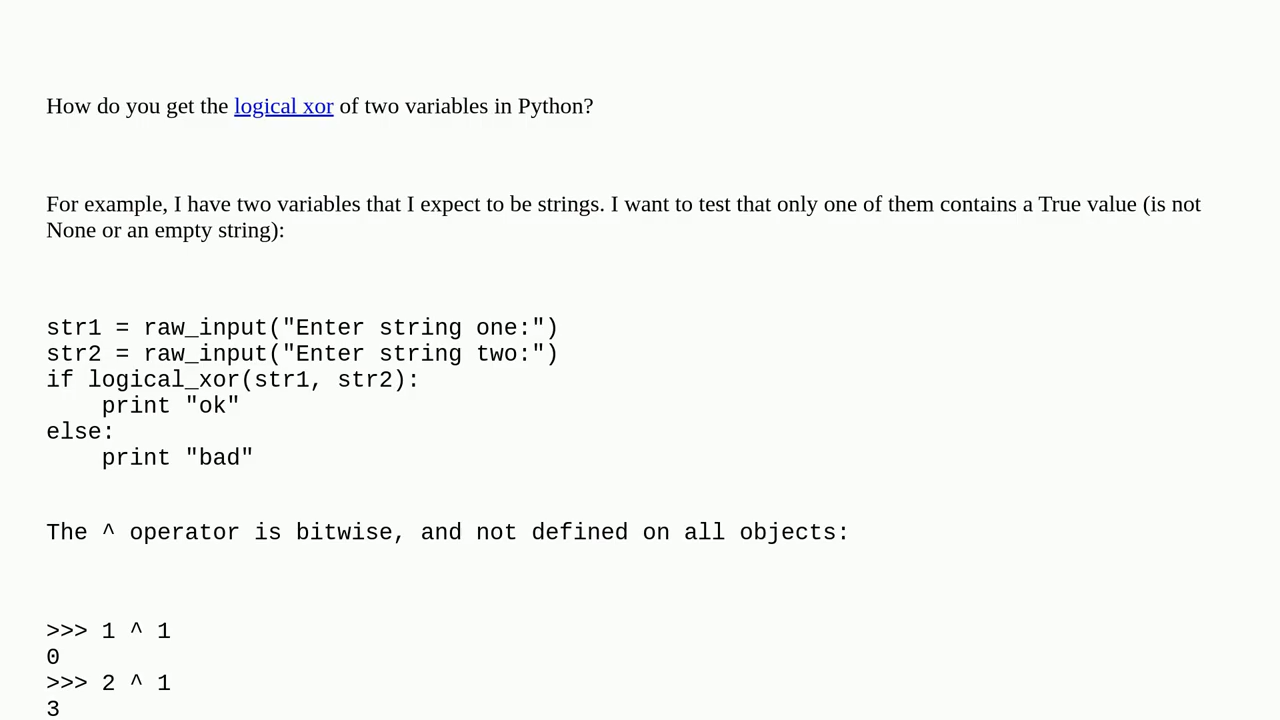 How do you get the logical xor of two variables in Python?
For example, I have two variables that I expect to be strings. I want to test that only one of them contains a True value (is not
None or an empty string):
str1 = raw_input("Enter string one:")
str2 = raw_input("Enter string two:")
if logical_xor(str1, str2):
    print "ok"
else:
    print "bad"
The ^ operator is bitwise, and not defined on all objects:
>>> 1 ^ 1
0
>>> 2 ^ 1
3